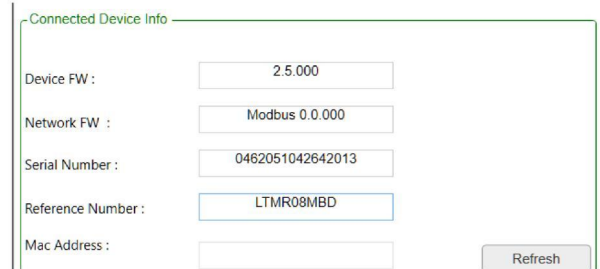 Connected Device Info
Device FW : 2.5.000
Network FW : Modbus 0.0.000
Serial Number : 0462051042642013
Reference Number : LTMR08MBD
Mac Address :
Refresh